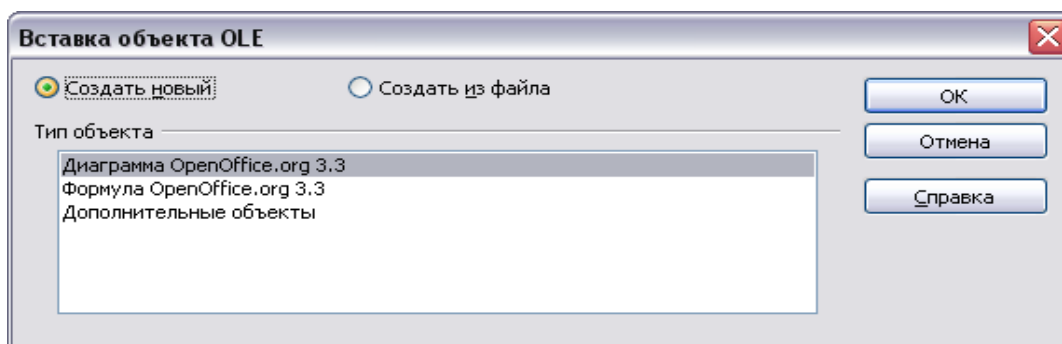 Вставка объекта OLE
Создать новый
Создать из файла
ОК
Тип объекта
Отмена
Диаграмма OpenOffice.org 3.3
Формула OpenOffice.org 3.3
Дополнительные объекты
Справка